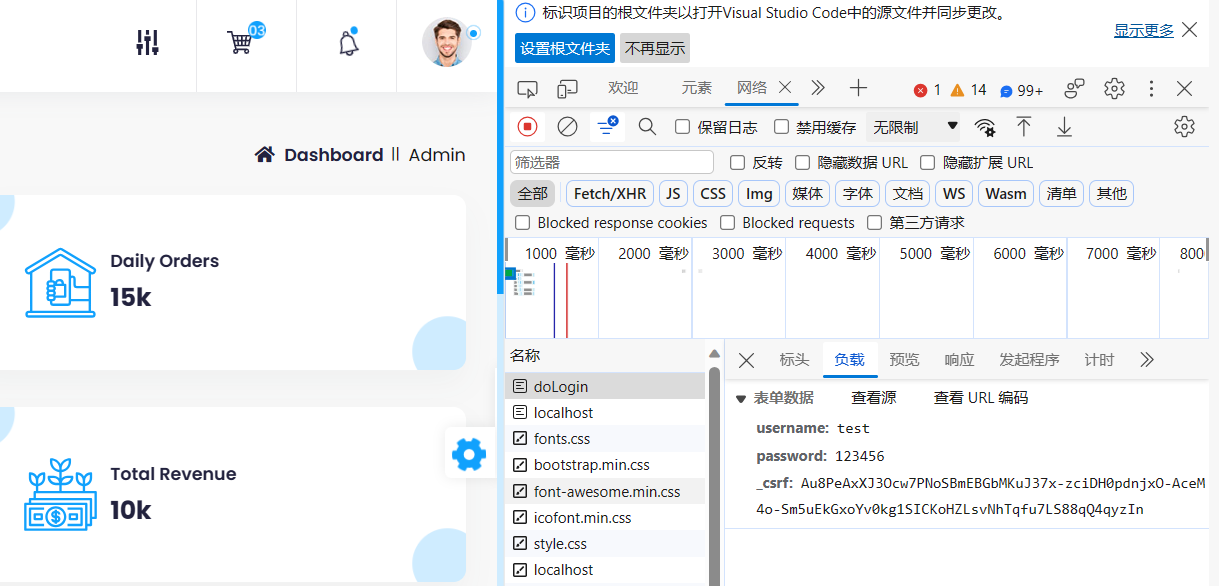 03
Dashboard || Admin
Daily Orders
15k
Total Revenue
10k
标识项目的根文件夹以打开Visual Studio Code中的源文件并同步更改。
显示更多
设置根文件夹 不再显示
欢迎 元素 网络 1 14 99+
保留日志 禁用缓存 无限制
筛选器 反转 隐藏数据 URL 隐藏扩展 URL
全部 Fetch/XHR JS CSS Img 媒体 字体 文档 WS Wasm 清单 其他
Blocked response cookies Blocked requests 第三方请求
1000 毫秒 2000 毫秒 3000 毫秒 4000 毫秒 5000 毫秒 6000 毫秒 7000 毫秒 800
名称
doLogin
localhost
fonts.css
bootstrap.min.css
font-awesome.min.css
icofont.min.css
style.css
localhost
标头 负载 预览 响应 发起程序 计时
表单数据 查看源 查看 URL 编码
username: test
password: 123456
_csrf: Au8PeAxXJ3Ocw7PNoSBmEBGbMKuJ37x-zciDH0pdnjxO-AceM
4o-Sm5uEkGxoYv0kg1SICKoHZLsvNhTqfu7LS88qQ4qyzIn